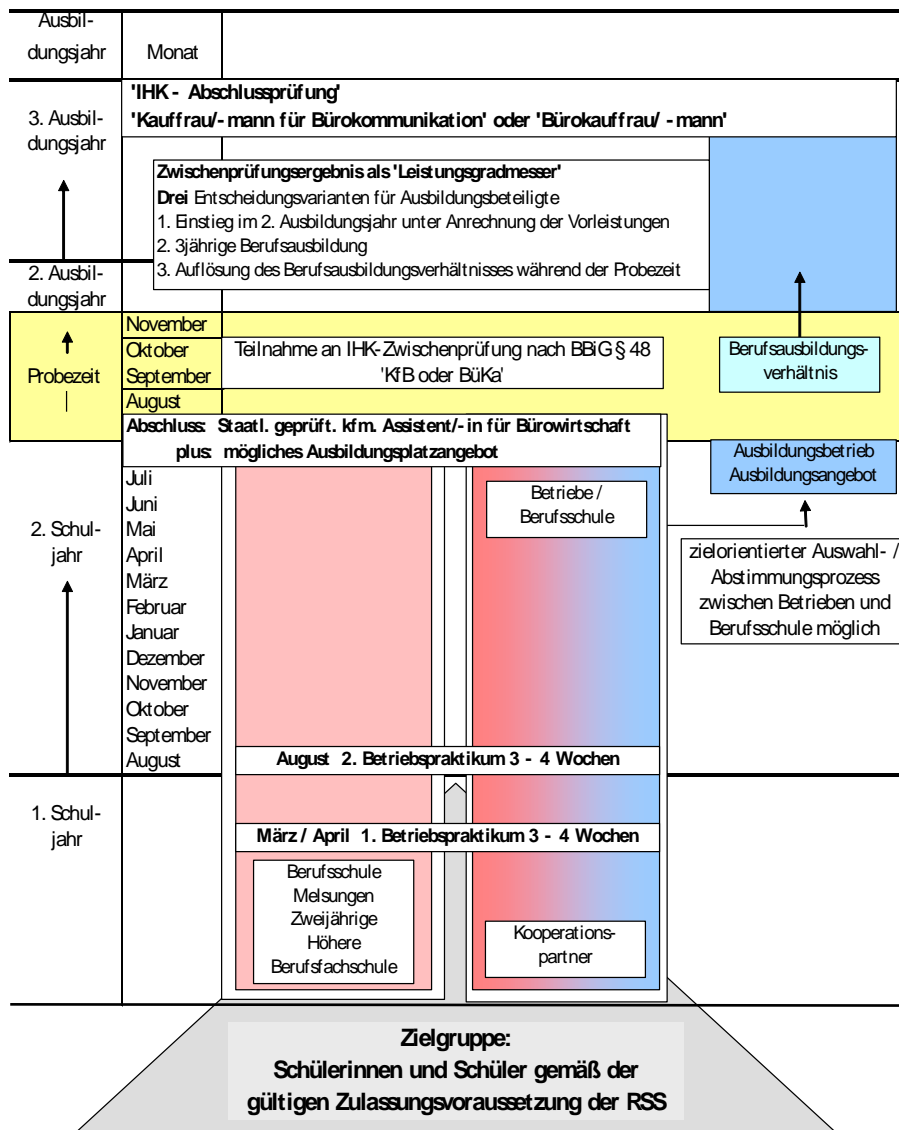 Ausbil-
dungsjahr
Monat
3. Ausbil-
dungsjahr
'IHK - Abschlussprüfung'
'Kauffrau/-mann für Bürokommunikation' oder 'Bürokauffrau/ -mann'
Zwischenprüfungsergebnis als 'Leistungsgradmesser'
Drei Entscheidungsvarianten für Ausbildungsbeteiligte
1. Einstieg im 2. Ausbildungsjahr unter Anrechnung der Vorleistungen
2. 3jährige Berufsausbildung
3. Auflösung des Berufsausbildungsverhältnisses während der Probezeit
2. Ausbil-
dungsjahr
Probezeit
November
Oktober
September
August
Teilnahme an IHK-Zwischenprüfung nach BBiG § 48
'KfB oder BüKa'
Berufsausbildungs-
verhältnis
Abschluss: Staatl. geprüft. kfm. Assistent/-in für Bürowirtschaft
plus: mögliches Ausbildungsplatzangebot
Ausbildungsbetrieb
Ausbildungsangebot
2. Schul-
jahr
Juli
Juni
Mai
April
März
Februar
Januar
Dezember
November
Oktober
September
August
Betriebe /
Berufsschule
zielorientierter Auswahl- /
Abstimmungsprozess
zwischen Betrieben und
Berufsschule möglich
August 2. Betriebspraktikum 3 - 4 Wochen
1. Schul-
jahr
März / April 1. Betriebspraktikum 3 - 4 Wochen
Berufsschule
Melsungen
Zweijährige
Höhere
Berufsfachschule
Kooperations-
partner
Zielgruppe:
Schülerinnen und Schüler gemäß der
gültigen Zulassungsvoraussetzung der RSS